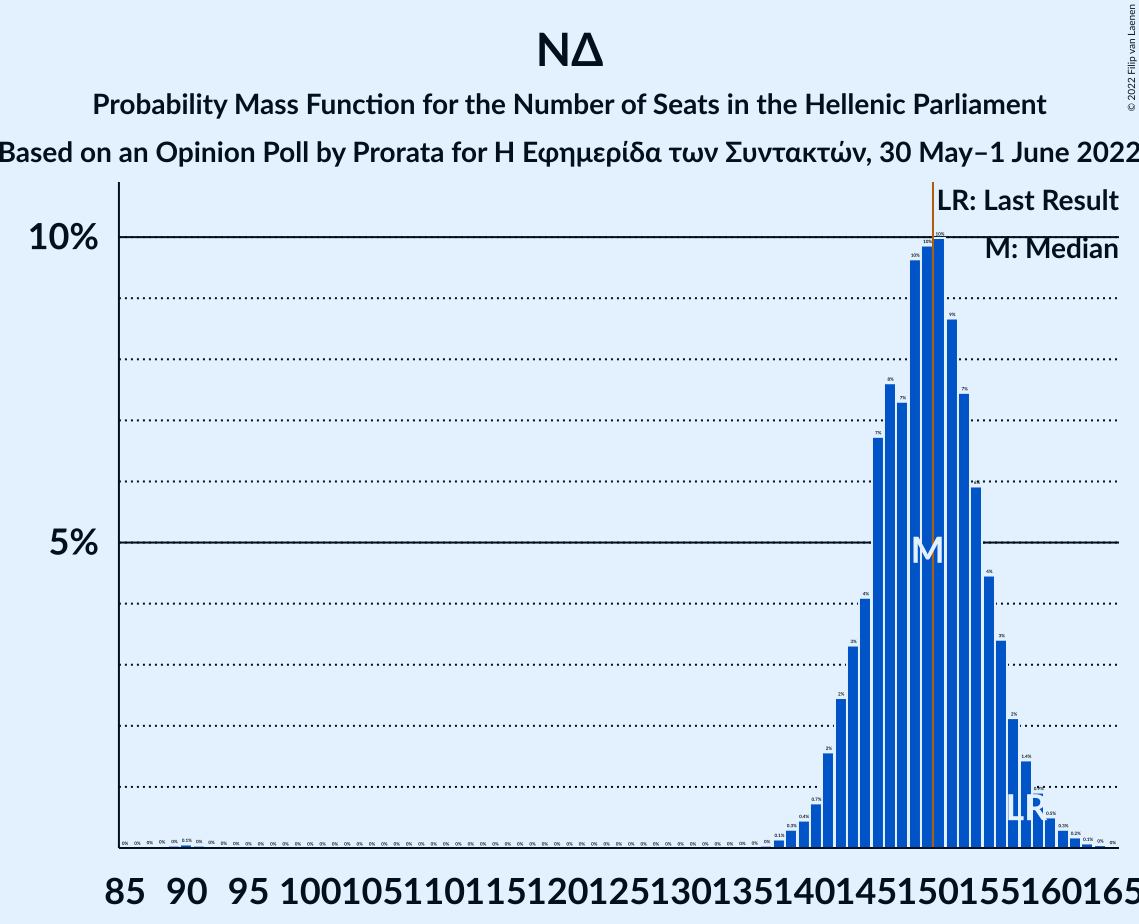 © 2022 Filip van Laenen
ΝΔ
Probability Mass Function for the Number of Seats in the Hellenic Parliament
Based on an Opinion Poll by Prorata for Η Εφημερίδα των Συντακτών, 30 May–1 June 2022
LR: Last Result
M: Median
10%
5%
M
LR
85 90 95 100 105 110 115 120 125 130 135 140 145 150 155 160 165